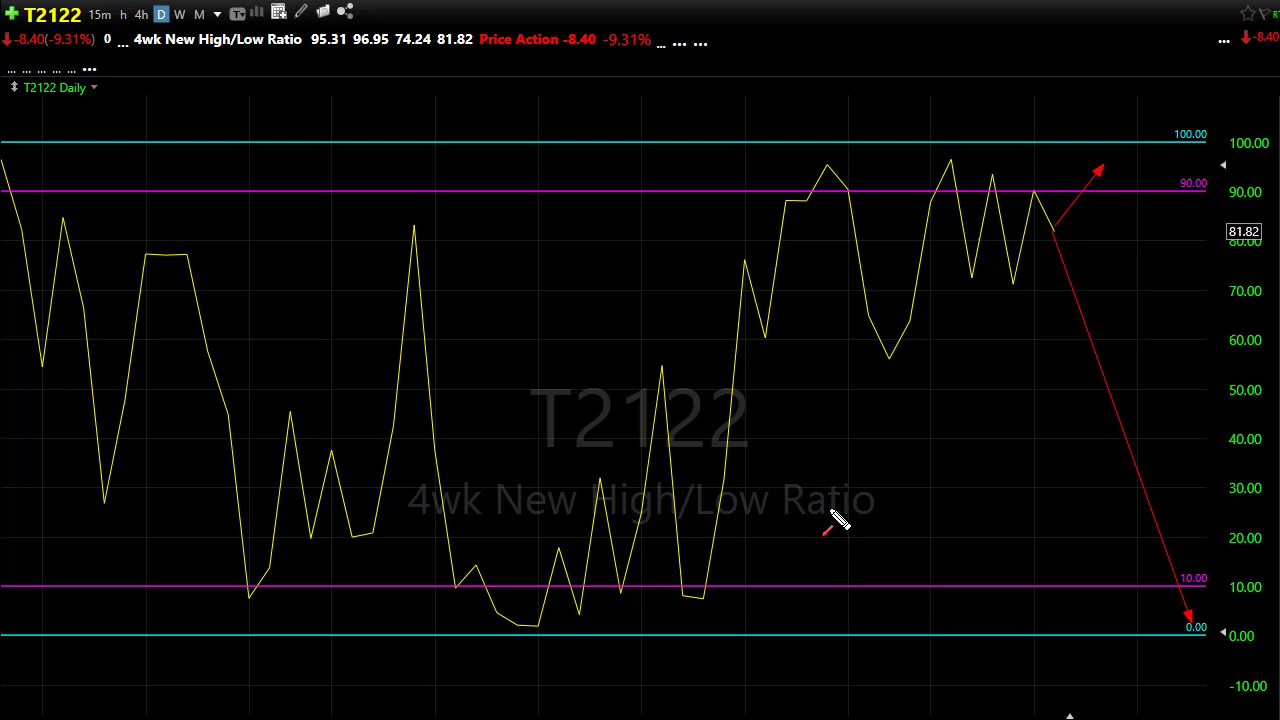 T2122 15m h 4h D W M
-8.40(-9.31%) 0 ... 4wk New High/Low Ratio 95.31 96.95 74.24 81.82 Price Action -8.40 -9.31% ... ... ... ... -8.40
... ... ... ... ... ...
T2122 Daily
100.00
100.00
90.00
90.00
81.82
80.00
70.00
60.00
50.00
T2122
40.00
4wk New High/Low Ratio
30.00
20.00
10.00
10.00
0.00
0.00
-10.00